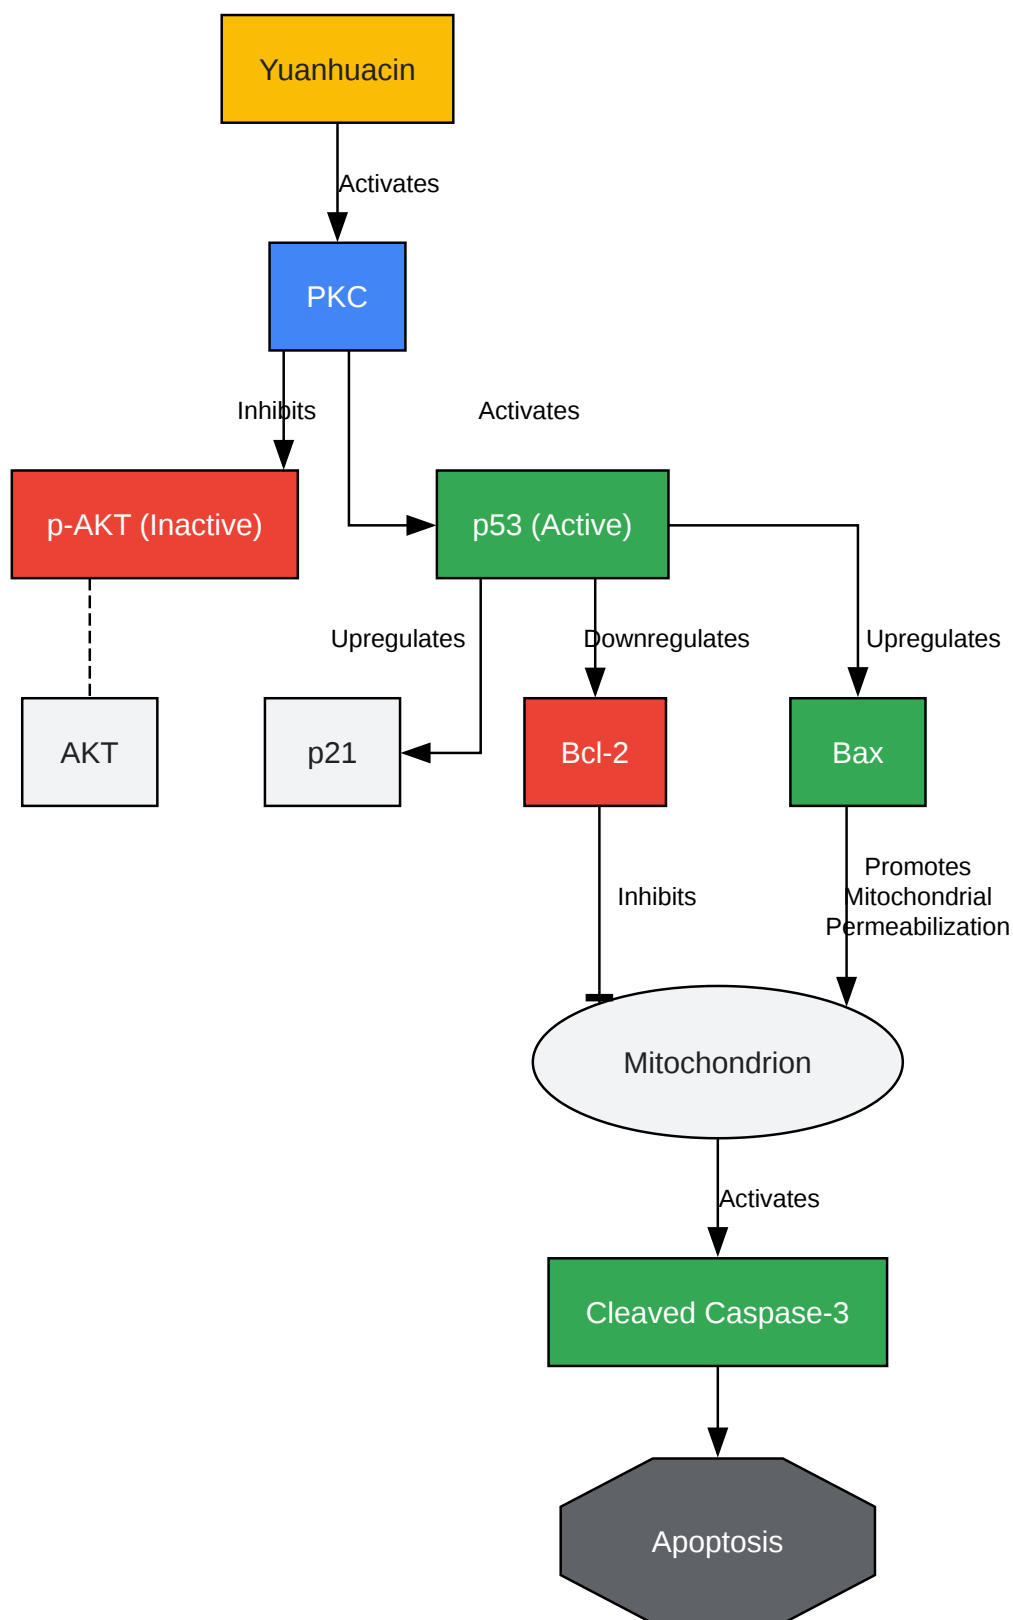 Yuanhuacin
Activates
PKC
Inhibits
Activates
p-AKT (Inactive)
p53 (Active)
Upregulates
Downregulates
Upregulates
AKT
p21
Bcl-2
Bax
Inhibits
Promotes
Mitochondrial
Permeabilization
Mitochondrion
Activates
Cleaved Caspase-3
Apoptosis